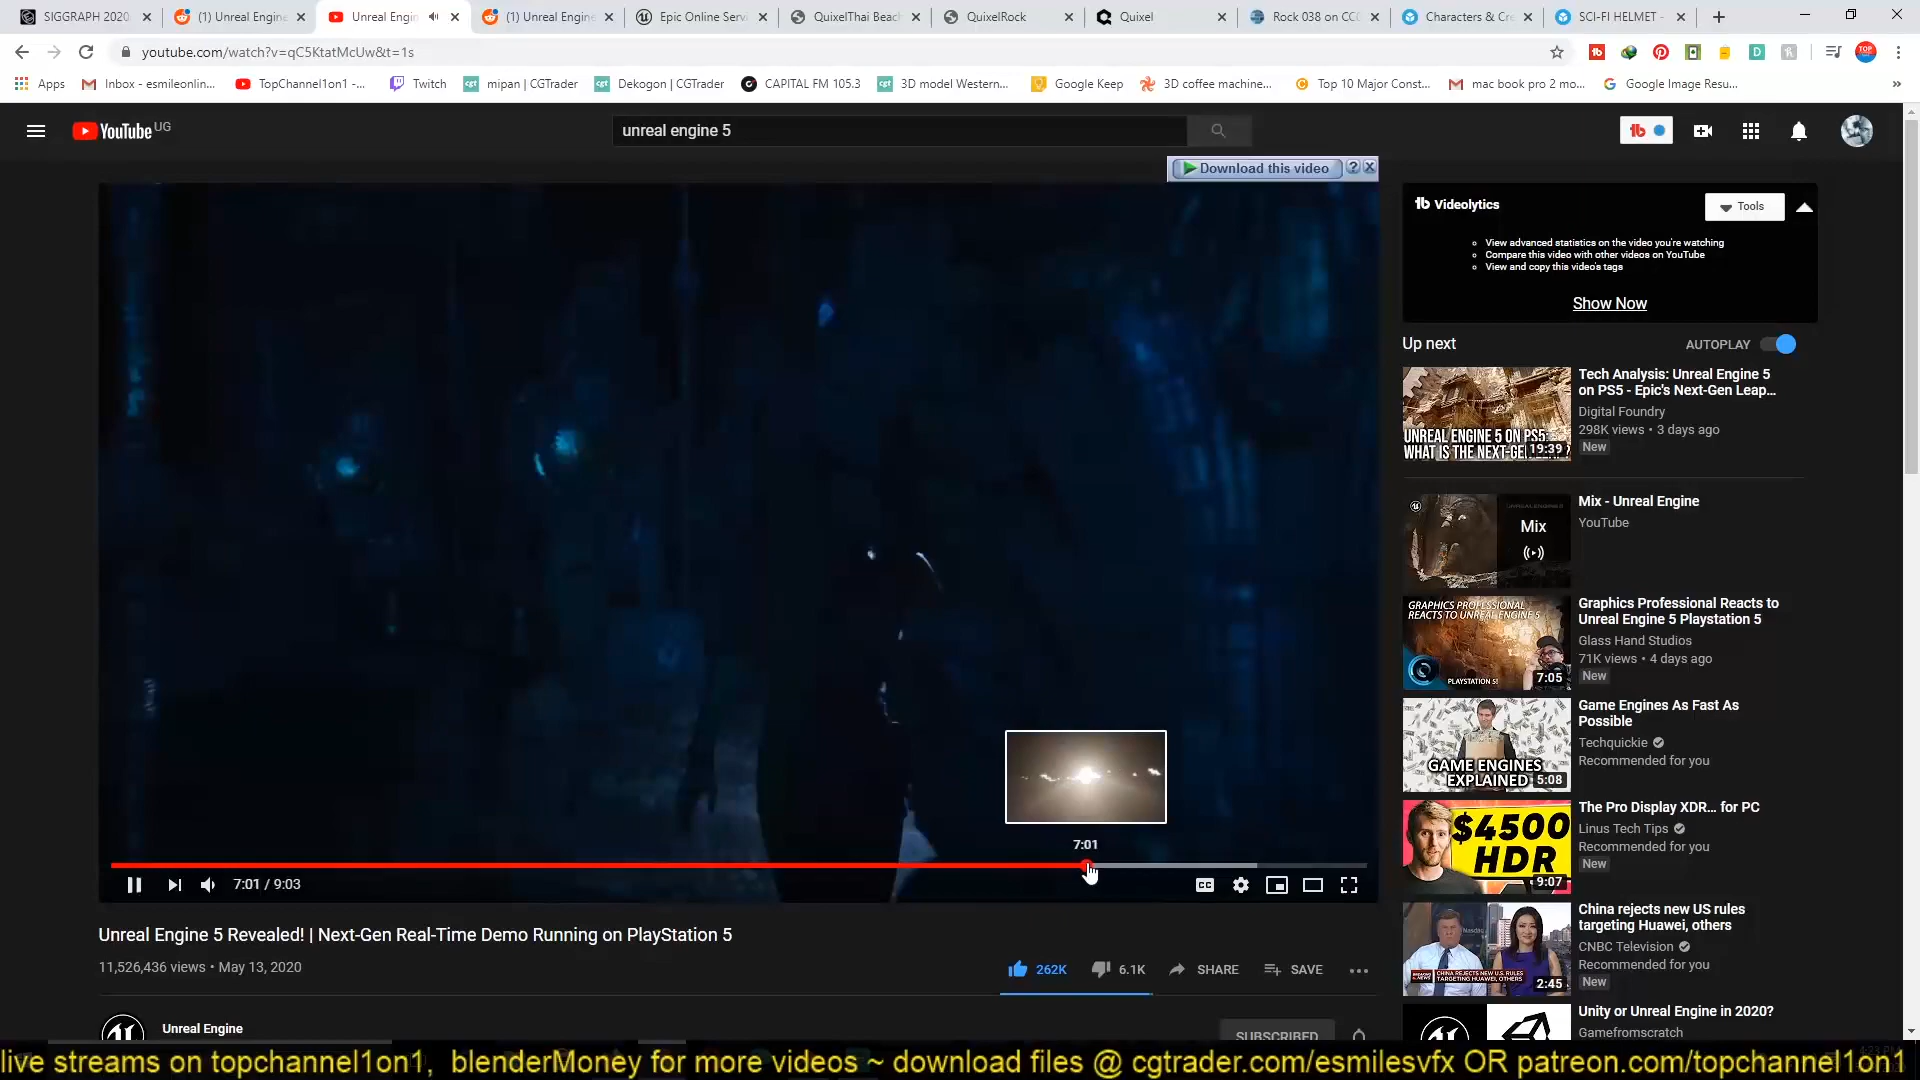 SIGGRAPH 2020
(1) Unreal Engine
Unreal Engin
(1) Unreal Engine
Epic Online Serv
QuixelThai Beach
QuixelRock
Quixel
Rock 038 on CC0
Characters & Cre
SCI-FI HELMET -
youtube.com/watch?v=qC5KtatMcUw&t=1s
Apps
Inbox - esmileonlin...
TopChannel1on1 -...
Twitch
mipan | CGTrader
Dekogon | CGTrader
CAPITAL FM 105.3
3D model Western...
Google Keep
3D coffee machine...
Top 10 Major Const...
mac book pro 2 mo...
Google Image Resu...
YouTube UG
unreal engine 5
Download this video
Videolytics
Tools
View advanced statistics on the video you're watching
Compare this video with other videos on YouTube
View and copy this video's tags
Show Now
Up next
AUTOPLAY
Tech Analysis: Unreal Engine 5
on PS5 - Epic's Next-Gen Leap...
Digital Foundry
298K views • 3 days ago
New
UNREAL ENGINE 5 ON PS5:
19:39
Mix - Unreal Engine
YouTube
Mix
Graphics Professional Reacts to
Unreal Engine 5 Playstation 5
Glass Hand Studios
71K views • 4 days ago
New
GRAPHICS PROFESSIONAL
REACTS TO UNREAL ENGINE 5
PLAYSTATION 5!
7:05
Game Engines As Fast As
Possible
Techquickie
Recommended for you
GAME ENGINES
EXPLAINED
5:08
The Pro Display XDR... for PC
Linus Tech Tips
Recommended for you
New
$4500
HDR
9:07
China rejects new US rules
targeting Huawei, others
CNBC Television
Recommended for you
New
2:45
Unity or Unreal Engine in 2020?
Gamefromscratch
7:01
7:01 / 9:03
Unreal Engine 5 Revealed! | Next-Gen Real-Time Demo Running on PlayStation 5
11,526,436 views • May 13, 2020
262K
6.1K
SHARE
SAVE
Unreal Engine
SUBSCRIBED
live streams on topchannel1on1, blenderMoney for more videos ~ download files @ cgtrader.com/esmilesvfx OR patreon.com/topchannel1on1